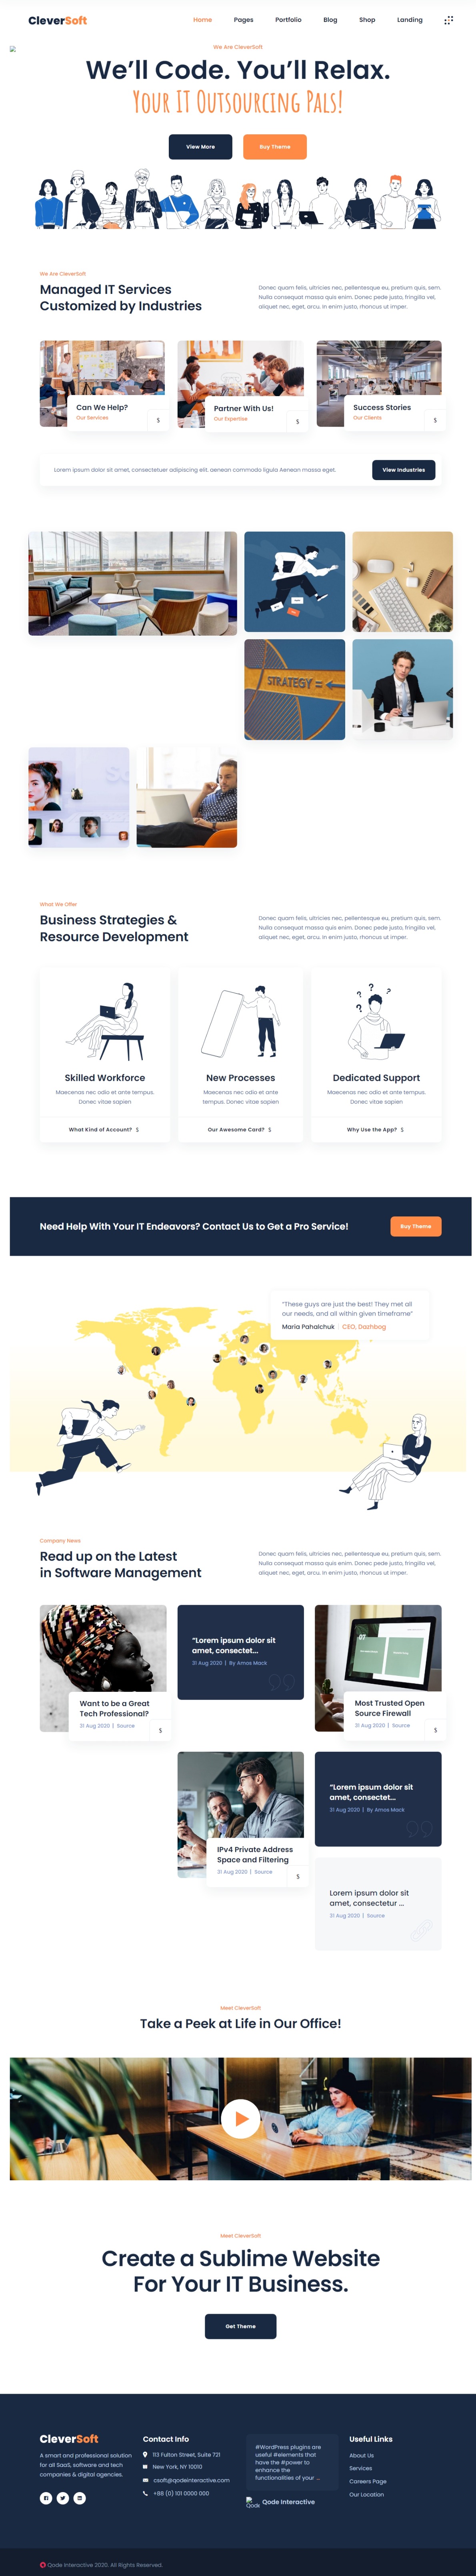 CleverSoft
Home Pages Portfolio Blog Shop Landing
We Are CleverSoft
We’ll Code. You’ll Relax.
Your IT Outsourcing Pals!
View More
Buy Theme
We Are CleverSoft
Managed IT Services
Customized by Industries
Donec quam felis, ultricies nec, pellentesque eu, pretium quis, sem.
Nulla consequat massa quis enim. Donec pede justo, fringilla vel,
aliquet nec, eget, arcu. In enim justo, rhoncus ut imper.
Can We Help?
Our Services
$
Partner With Us!
Our Expertise
$
Success Stories
Our Clients
$
Lorem ipsum dolor sit amet, consectetuer adipiscing elit. aenean commodo ligula Aenean massa eget.
View Industries
STRATEGY
What We Offer
Business Strategies &
Resource Development
Donec quam felis, ultricies nec, pellentesque eu, pretium quis, sem.
Nulla consequat massa quis enim. Donec pede justo, fringilla vel,
aliquet nec, eget, arcu. In enim justo, rhoncus ut imper.
Skilled Workforce
Maecenas nec odio et ante tempus.
Donec vitae sapien
What Kind of Account? $
New Processes
Maecenas nec odio et ante
tempus. Donec vitae sapien
Our Awesome Card? $
Dedicated Support
Maecenas nec odio et ante tempus.
Donec vitae sapien
Why Use the App? $
Need Help With Your IT Endeavors? Contact Us to Get a Pro Service!
Buy Theme
“These guys are just the best! They met all
our needs, and all within given timeframe”
Maria Pahalchuk | CEO, Dazhbog
Company News
Read up on the Latest
in Software Management
Donec quam felis, ultricies nec, pellentesque eu, pretium quis, sem.
Nulla consequat massa quis enim. Donec pede justo, fringilla vel,
aliquet nec, eget, arcu. In enim justo, rhoncus ut imper.
Want to be a Great
Tech Professional?
31 Aug 2020 | Source
$
“Lorem ipsum dolor sit
amet, consectet...
31 Aug 2020 | By Amos Mack
07
Most Trusted Open
Source Firewall
31 Aug 2020 | Source
$
IPv4 Private Address
Space and Filtering
31 Aug 2020 | Source
$
“Lorem ipsum dolor sit
amet, consectet...
31 Aug 2020 | By Amos Mack
Lorem ipsum dolor sit
amet, consectetur ...
31 Aug 2020 | Source
Meet CleverSoft
Take a Peek at Life in Our Office!
Meet CleverSoft
Create a Sublime Website
For Your IT Business.
Get Theme
CleverSoft
A smart and professional solution
for all SaaS, software and tech
companies & digital agencies.
Contact Info
113 Fulton Street, Suite 721
New York, NY 10010
csoft@qodeinteractive.com
+88 (0) 101 0000 000
#WordPress plugins are
useful #elements that
have the #power to
enhance the
functionalities of your ...
Qode Interactive
Useful Links
About Us
Services
Careers Page
Our Location
Qode Interactive 2020. All Rights Reserved.